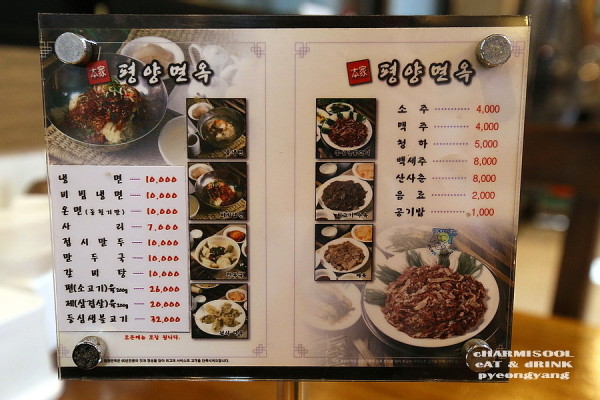 本家 평양면옥
냉 면 10,000
비 빔 냉 면 10,000
온 면 10,000
사 리 7,000
접 시 만 두 10,000
만 두 국 10,000
갈 비 탕 10,000
편(소고기)육 200g 26,000
제(삼겹살)육 200g 20,000
등심생불고기 32,000
本家 평양면옥
소 주 4,000
맥 주 4,000
청 하 5,000
백세주 8,000
산사춘 8,000
음 료 2,000
공기밥 1,000
cHARMISOOL
eAT & dRINK
pyeongyang